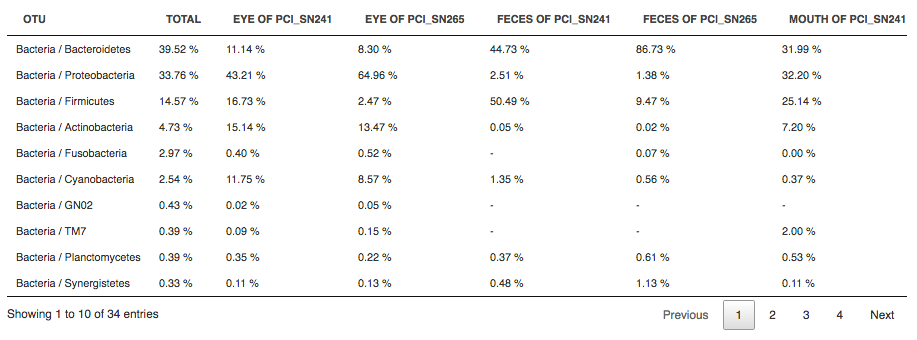 OTU TOTAL EYE OF PCI_SN241 EYE OF PCI_SN265 FECES OF PCI_SN241 FECES OF PCI_SN265 MOUTH OF PCI_SN241
Bacteria / Bacteroidetes 39.52 % 11.14 % 8.30 % 44.73 % 86.73 % 31.99 %
Bacteria / Proteobacteria 33.76 % 43.21 % 64.96 % 2.51 % 1.38 % 32.20 %
Bacteria / Firmicutes 14.57 % 16.73 % 2.47 % 50.49 % 9.47 % 25.14 %
Bacteria / Actinobacteria 4.73 % 15.14 % 13.47 % 0.05 % 0.02 % 7.20 %
Bacteria / Fusobacteria 2.97 % 0.40 % 0.52 % - 0.07 % 0.00 %
Bacteria / Cyanobacteria 2.54 % 11.75 % 8.57 % 1.35 % 0.56 % 0.37 %
Bacteria / GN02 0.43 % 0.02 % 0.05 % - - -
Bacteria / TM7 0.39 % 0.09 % 0.15 % - - 2.00 %
Bacteria / Planctomycetes 0.39 % 0.35 % 0.22 % 0.37 % 0.61 % 0.53 %
Bacteria / Synergistetes 0.33 % 0.11 % 0.13 % 0.48 % 1.13 % 0.11 %
Showing 1 to 10 of 34 entries Previous 1 2 3 4 Next